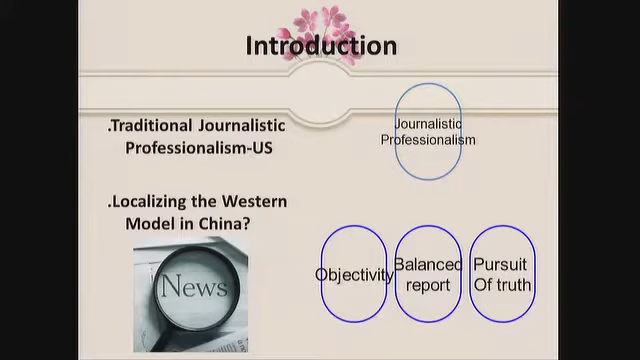 Introduction
.Traditional Journalistic
Professionalism-US
.Localizing the Western
Model in China?
News
Journalistic
Professionalism
Objectivity
Balanced
report
Pursuit
Of truth